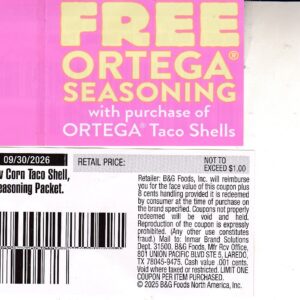 FREE
ORTEGA®
SEASONING
with purchase of
ORTEGA® Taco Shells
09/30/2026
RETAIL PRICE:
NOT TO
EXCEED $1.00
w Corn Taco Shell,
easoning Packet.
Retailer: B&G Foods, Inc. will reimburse
you for the face value of this coupon plus
8 cents handling provided it is redeemed
by consumer at the time of purchase on
the brand specified. Coupons not properly
redeemed will be void and held.
Reproduction of this coupon is expressly
prohibited. (Any other use constitutes
fraud.) Mail to: Inmar Brand Solutions
Dept. 31500, B&G Foods, Mfr Rcv Office,
801 UNION PACIFIC BLVD STE 5, LAREDO,
TX 78045-9475. Cash value .001 cents.
Void where taxed or restricted. LIMIT ONE
COUPON PER ITEM PURCHASED.
© 2025 B&G Foods North America, Inc.